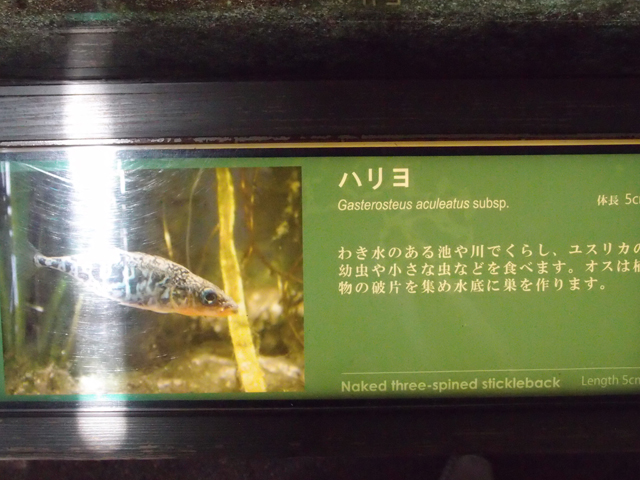 ハリヨ
Gasterosteus aculeatus subsp.
体長 5c
わき水のある池や川でくらし、ユスリカの
幼虫や小さな虫などを食べます。オスは植
物の破片を集め水底に巣を作ります。
Naked three-spined stickleback
Length 5cm